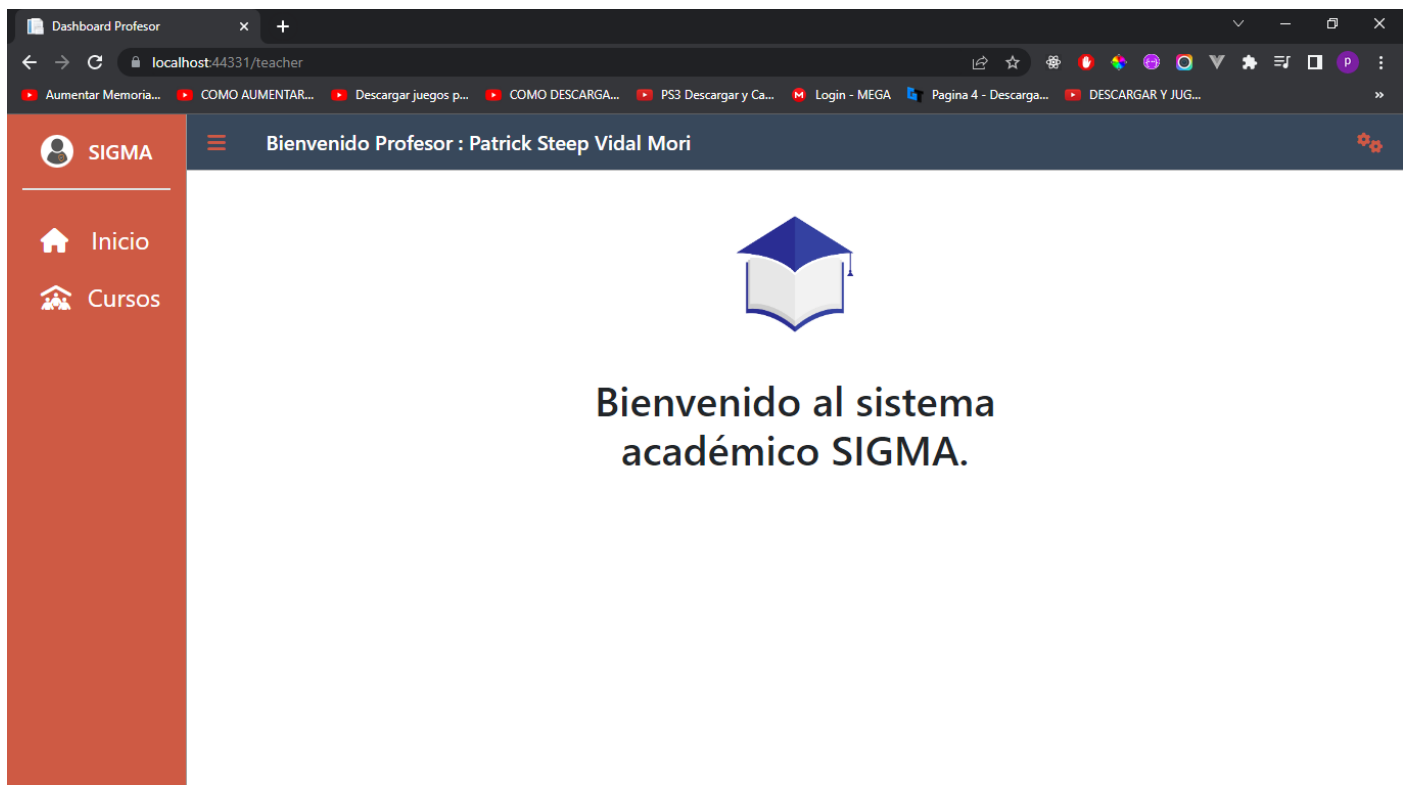 Dashboard Profesor
localhost:44331/teacher
P
Aumentar Memoria... COMO AUMENTAR... Descargar juegos p... COMO DESCARGA... PS3 Descargar y Ca... M Login - MEGA Pagina 4 - Descarga... DESCARGAR Y JUG... »
SIGMA
Bienvenido Profesor : Patrick Steep Vidal Mori
Inicio
Cursos
Bienvenido al sistema
académico SIGMA.